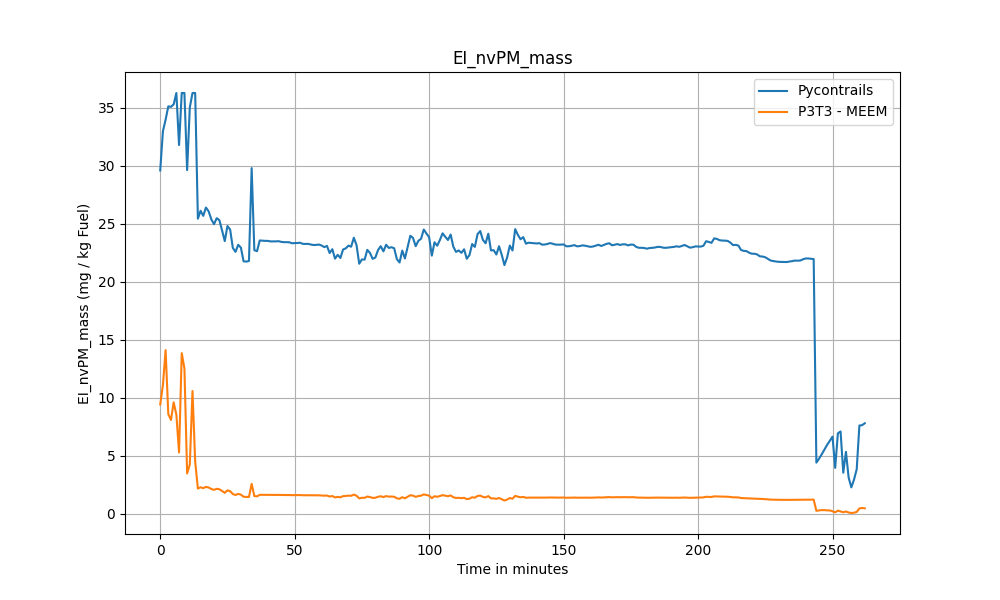 EI_nvPM_mass
Pycontrails
P3T3 - MEEM
EI_nvPM_mass (mg / kg Fuel)
35
30
25
20
15
10
5
0
0 50 100 150 200 250
Time in minutes